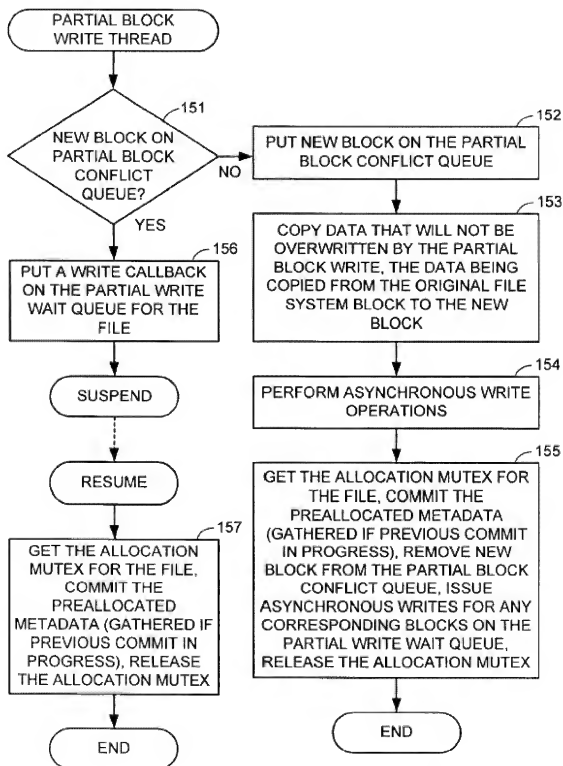 PARTIAL BLOCK
WRITE THREAD
151
NEW BLOCK ON
PARTIAL BLOCK
CONFLICT
QUEUE?
NO
YES
152
PUT NEW BLOCK ON THE PARTIAL
BLOCK CONFLICT QUEUE
153
COPY DATA THAT WILL NOT BE
OVERWRITTEN BY THE PARTIAL
BLOCK WRITE, THE DATA BEING
COPIED FROM THE ORIGINAL FILE
SYSTEM BLOCK TO THE NEW
BLOCK
154
PERFORM ASYNCHRONOUS WRITE
OPERATIONS
155
GET THE ALLOCATION MUTEX FOR
THE FILE, COMMIT THE
PREALLOCATED METADATA
(GATHERED IF PREVIOUS COMMIT
IN PROGRESS), REMOVE NEW
BLOCK FROM THE PARTIAL BLOCK
CONFLICT QUEUE, ISSUE
ASYNCHRONOUS WRITES FOR ANY
CORRESPONDING BLOCKS ON THE
PARTIAL WRITE WAIT QUEUE,
RELEASE THE ALLOCATION MUTEX
END
156
PUT A WRITE CALLBACK
ON THE PARTIAL WRITE
WAIT QUEUE FOR THE
FILE
SUSPEND
RESUME
157
GET THE ALLOCATION
MUTEX FOR THE FILE,
COMMIT THE
PREALLOCATED
METADATA (GATHERED IF
PREVIOUS COMMIT IN
PROGRESS), RELEASE
THE ALLOCATION MUTEX
END